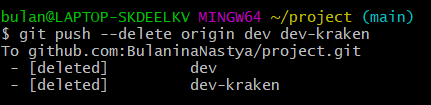 bulan@LAPTOP-SKDEELKV MINGW64 ~/project (main)
$ git push --delete origin dev dev-kraken
To github.com:BulaninaNastya/project.git
 - [deleted]         dev
 - [deleted]         dev-kraken